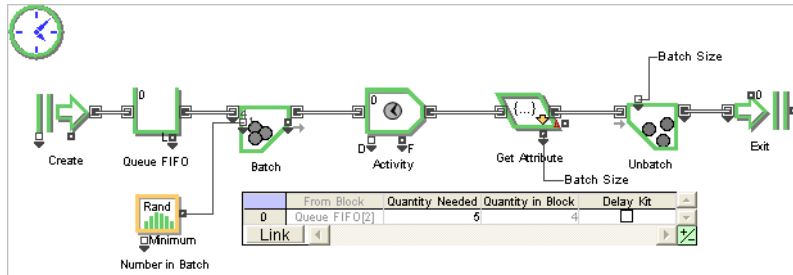 Batch Size
0
0
0
{...}
Create
Queue FIFO
Batch
D
F
Activity
Get Attribute
Unbatch
Exit
Batch Size
Rand
Minimum
Number in Batch
From Block Quantity Needed Quantity in Block Delay Kit
0 Queue FIFO[2] 5 4
Link